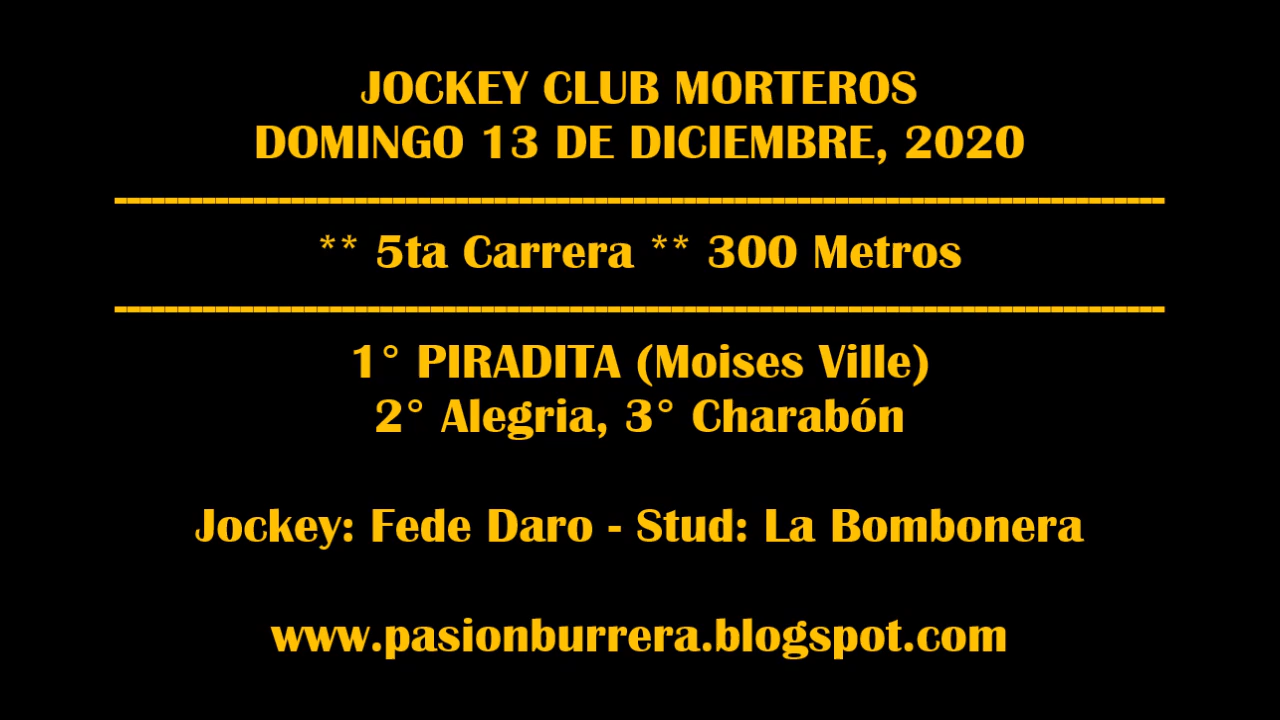 JOCKEY CLUB MORTEROS
DOMINGO 13 DE DICIEMBRE, 2020
** 5ta Carrera ** 300 Metros
1° PIRADITA (Moises Ville)
2° Alegria, 3° Charabón
Jockey: Fede Daro - Stud: La Bombonera
www.pasionburrera.blogspot.com